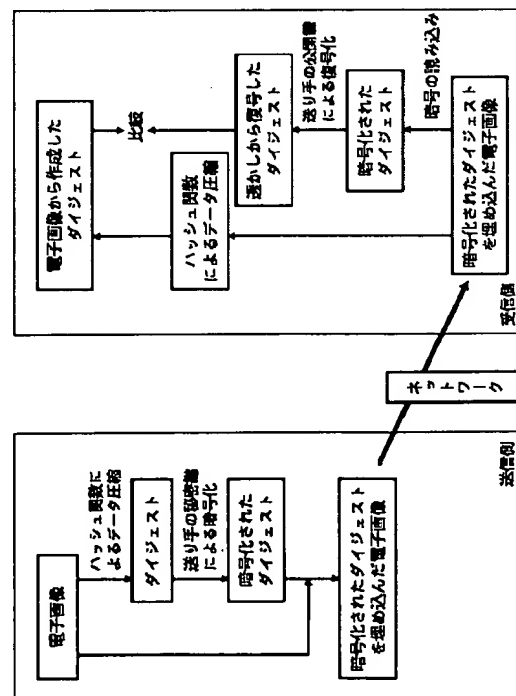 電子画像
ハッシュ関数に
よるデータ圧縮
ダイジェスト
送り手の秘密鍵
による暗号化
暗号化された
ダイジェスト
暗号化されたダイジェスト
を埋め込んだ電子画像
送信側
ネットワーク
電子画像から作成した
ダイジェスト
比較
ハッシュ関数
によるデータ圧縮
透かしから復号した
ダイジェスト
送り手の公開鍵
による復号化
暗号化された
ダイジェスト
暗号の読み込み
暗号化されたダイジェスト
を埋め込んだ電子画像
受信側